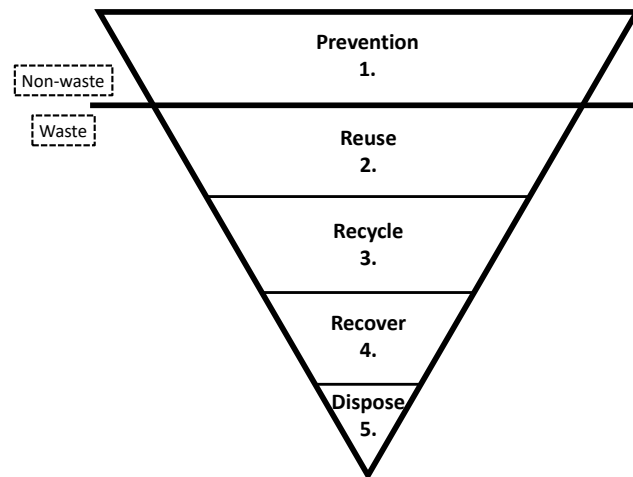 Prevention
1.
Non-waste
Waste
Reuse
2.
Recycle
3.
Recover
4.
Dispose
5.